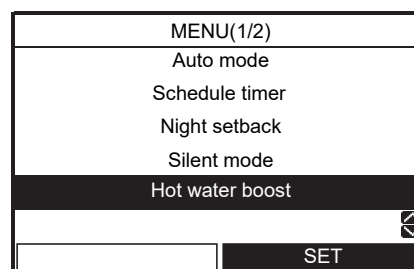 MENU(1/2)
Auto mode
Schedule timer
Night setback
Silent mode
Hot water boost
SET